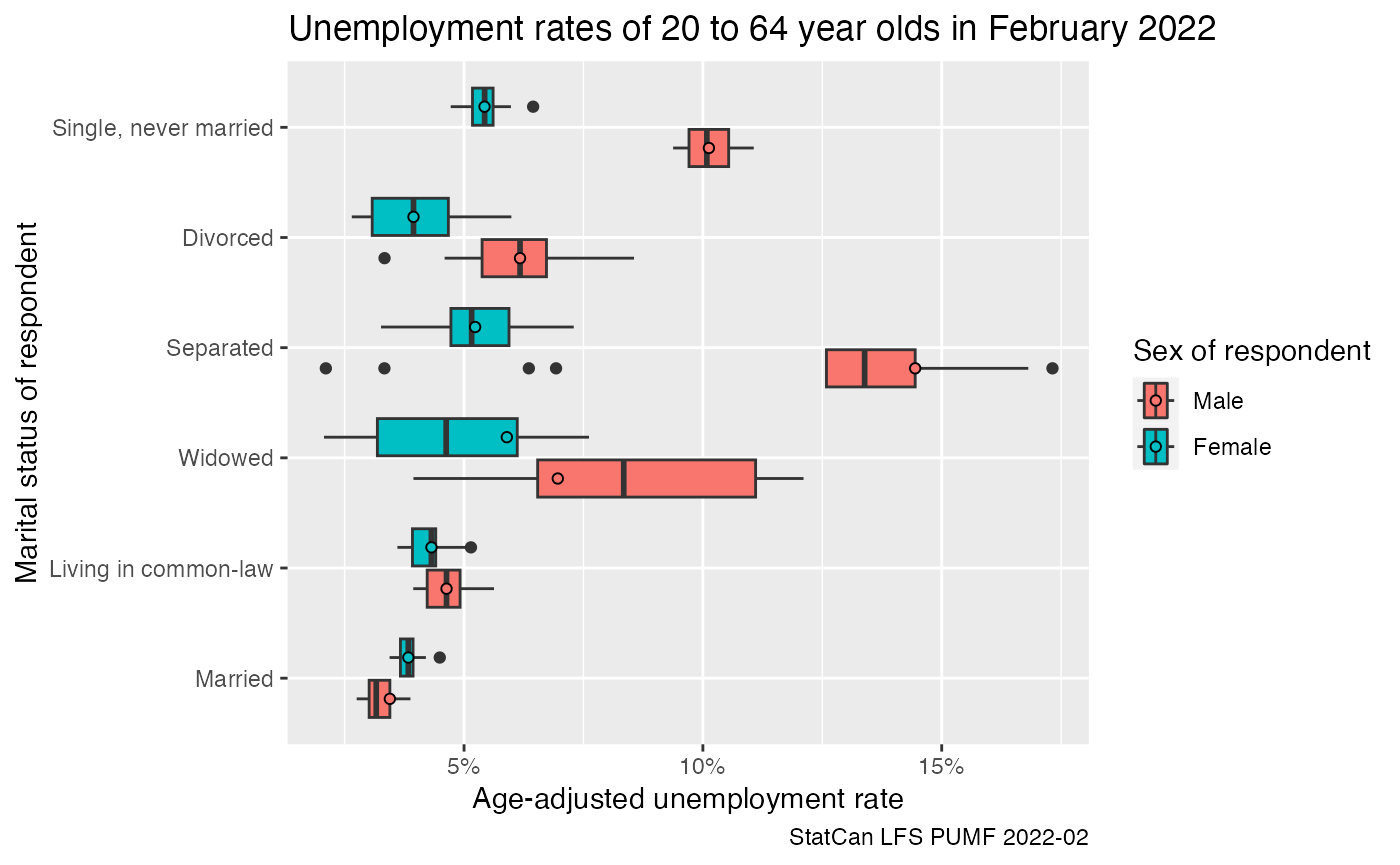 Unemployment rates of 20 to 64 year olds in February 2022
Marital status of respondent
Single, never married
Divorced
Separated
Widowed
Living in common-law
Married
5%
10%
15%
Age-adjusted unemployment rate
Sex of respondent
Male
Female
StatCan LFS PUMF 2022-02